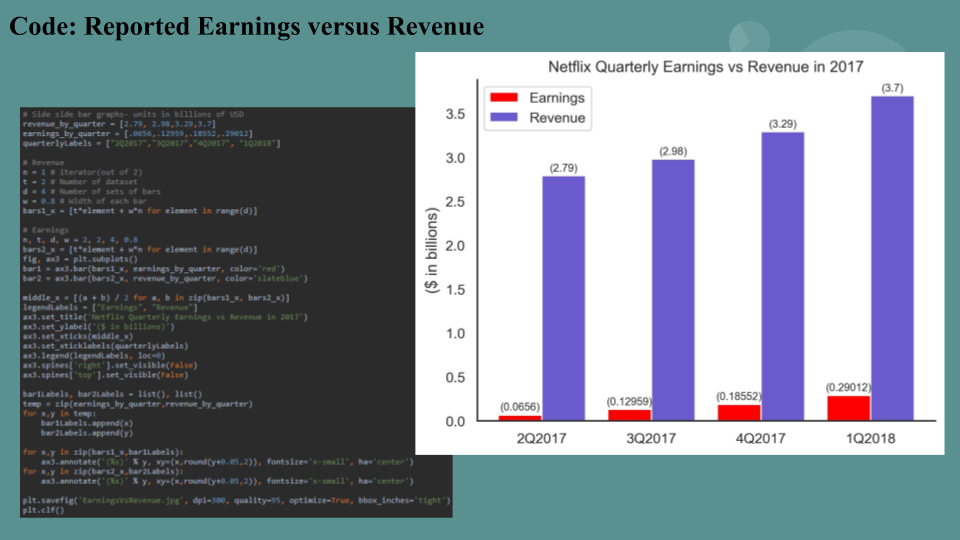 Code: Reported Earnings versus Revenue
# Side side bar graphs- units in billions of USD
revenue_by_quarter = [2.79, 2.98,3.29,3.7]
earnings_by_quarter = [.0656,.12959,.18552,.29012]
quarterlyLabels = ["2Q2017","3Q2017","4Q2017", "1Q2018"]
# Revenue
n = 1 # iterator(out of 2)
t = 2 # Number of dataset
d = 4 # Number of sets of bars
w = 0.8 # Width of each bar
bars1_x = [t*element + w*n for element in range(d)]
# Earnings
n, t, d, w = 2, 2, 4, 0.8
bars2_x = [t*element + w*n for element in range(d)]
fig, ax3 = plt.subplots()
bar1 = ax3.bar(bars1_x, earnings_by_quarter, color='red')
bar2 = ax3.bar(bars2_x, revenue_by_quarter, color='slateblue')
middle_x = [(a + b) / 2 for a, b in zip(bars1_x, bars2_x)]
legendLabels = ["Earnings", "Revenue"]
ax3.set_title('Netflix Quarterly Earnings vs Revenue in 2017')
ax3.set_ylabel('($ in billions)')
ax3.set_xticks(middle_x)
ax3.set_xticklabels(quarterlyLabels)
ax3.legend(legendLabels, loc=0)
ax3.spines['right'].set_visible(False)
ax3.spines['top'].set_visible(False)
bar1Labels, bar2Labels = list(), list()
temp = zip(earnings_by_quarter,revenue_by_quarter)
for x,y in temp:
bar1Labels.append(x)
bar2Labels.append(y)
for x,y in zip(bars1_x,bar1Labels):
ax3.annotate('(%s)' % y, xy=(x,round(y+0.05,2)), fontsize='x-small', ha='center')
for x,y in zip(bars2_x,bar2Labels):
ax3.annotate('(%s)' % y, xy=(x,round(y+0.05,2)), fontsize='x-small', ha='center')
plt.savefig('EarningsVsRevenue.jpg', dpi=300, quality=95, optimize=True, bbox_inches='tight')
plt.clf()
Netflix Quarterly Earnings vs Revenue in 2017
Earnings
Revenue
($ in billions)
3.5
3.0
2.5
2.0
1.5
1.0
0.5
0.0
(2.79)
(2.98)
(3.29)
(3.7)
(0.0656)
(0.12959)
(0.18552)
(0.29012)
2Q2017
3Q2017
4Q2017
1Q2018